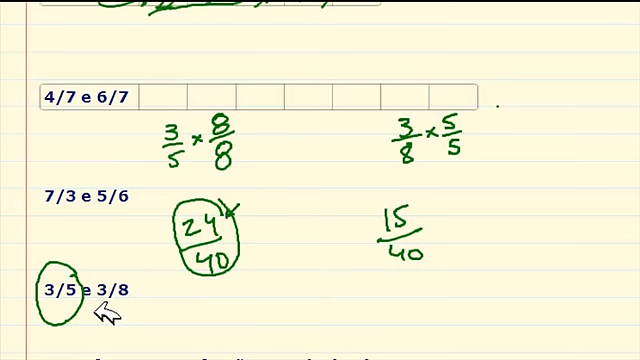 4/7 e 6/7
3/5 × 8/8 3/8 × 5/5
7/3 e 5/6
24/40 15/40
3/5 e 3/8